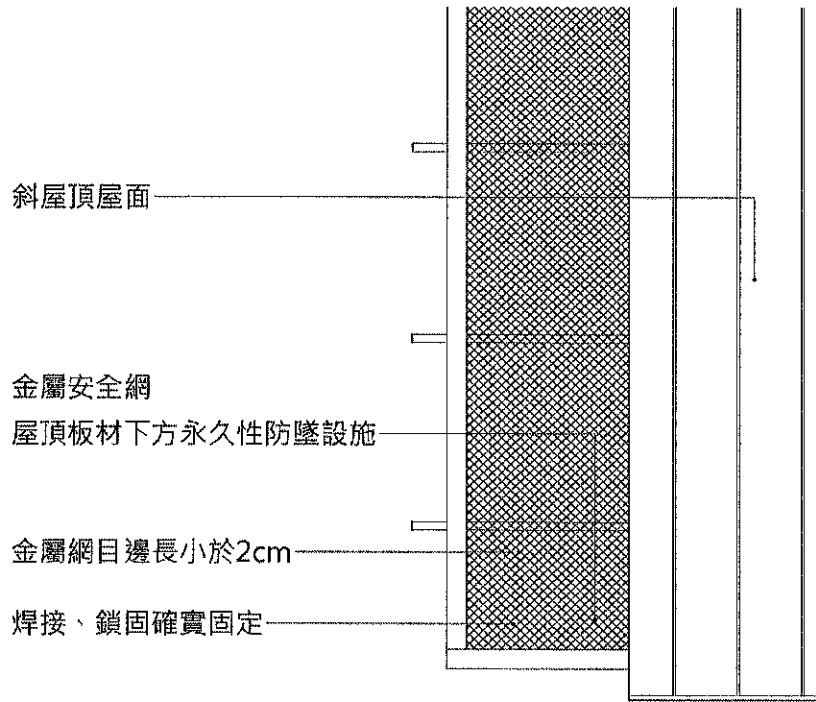 斜屋頂屋面
金屬安全網
屋頂板材下方永久性防墜設施
金屬網目邊長小於2cm
焊接、鎖固確實固定